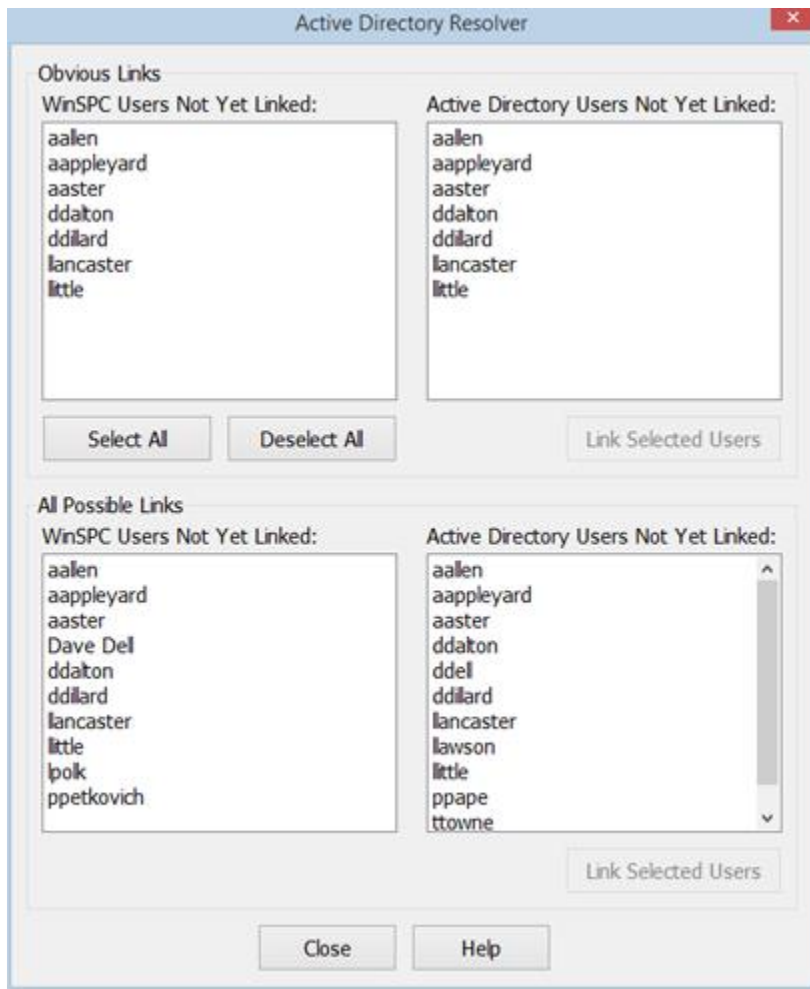 Active Directory Resolver
Obvious Links
WinSPC Users Not Yet Linked:
aallen
aappleyard
aaster
ddalton
ddillard
llancaster
llittle
Active Directory Users Not Yet Linked:
aallen
aappleyard
aaster
ddalton
ddillard
llancaster
llittle
Select All
Deselect All
Link Selected Users
All Possible Links
WinSPC Users Not Yet Linked:
aallen
aappleyard
aaster
Dave Dell
ddalton
ddillard
llancaster
llittle
lpolk
ppetkovich
Active Directory Users Not Yet Linked:
aallen
aappleyard
aaster
ddalton
ddell
ddillard
llancaster
llawson
llittle
ppape
ttowne
Link Selected Users
Close
Help